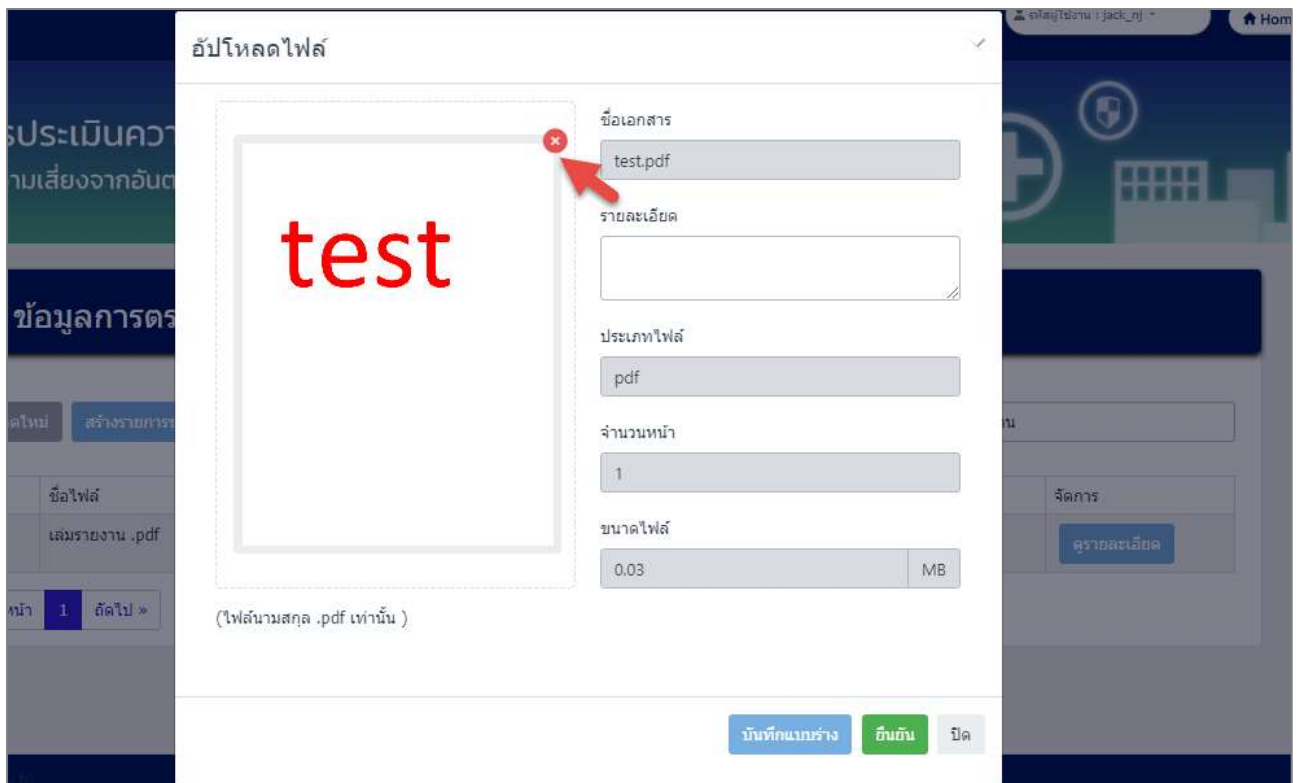 รหัสผู้ใช้งาน : jack_nj
Hom
อัปโหลดไฟล์
รประเมินควา
ามเสี่ยงจากอันต
ชื่อเอกสาร
test.pdf
test
รายละเอียด
ข้อมูลการตร
ประเภทไฟล์
pdf
สร้างรายการ
จำนวนหน้า
1
ชื่อไฟล์
จัดการ
เล่มรายงาน .pdf
ขนาดไฟล์
ดูรายละเอียด
0.03 MB
1 ถัดไป »
(ไฟล์นามสกุล .pdf เท่านั้น )
บันทึกแบบร่าง ยืนยัน ปิด